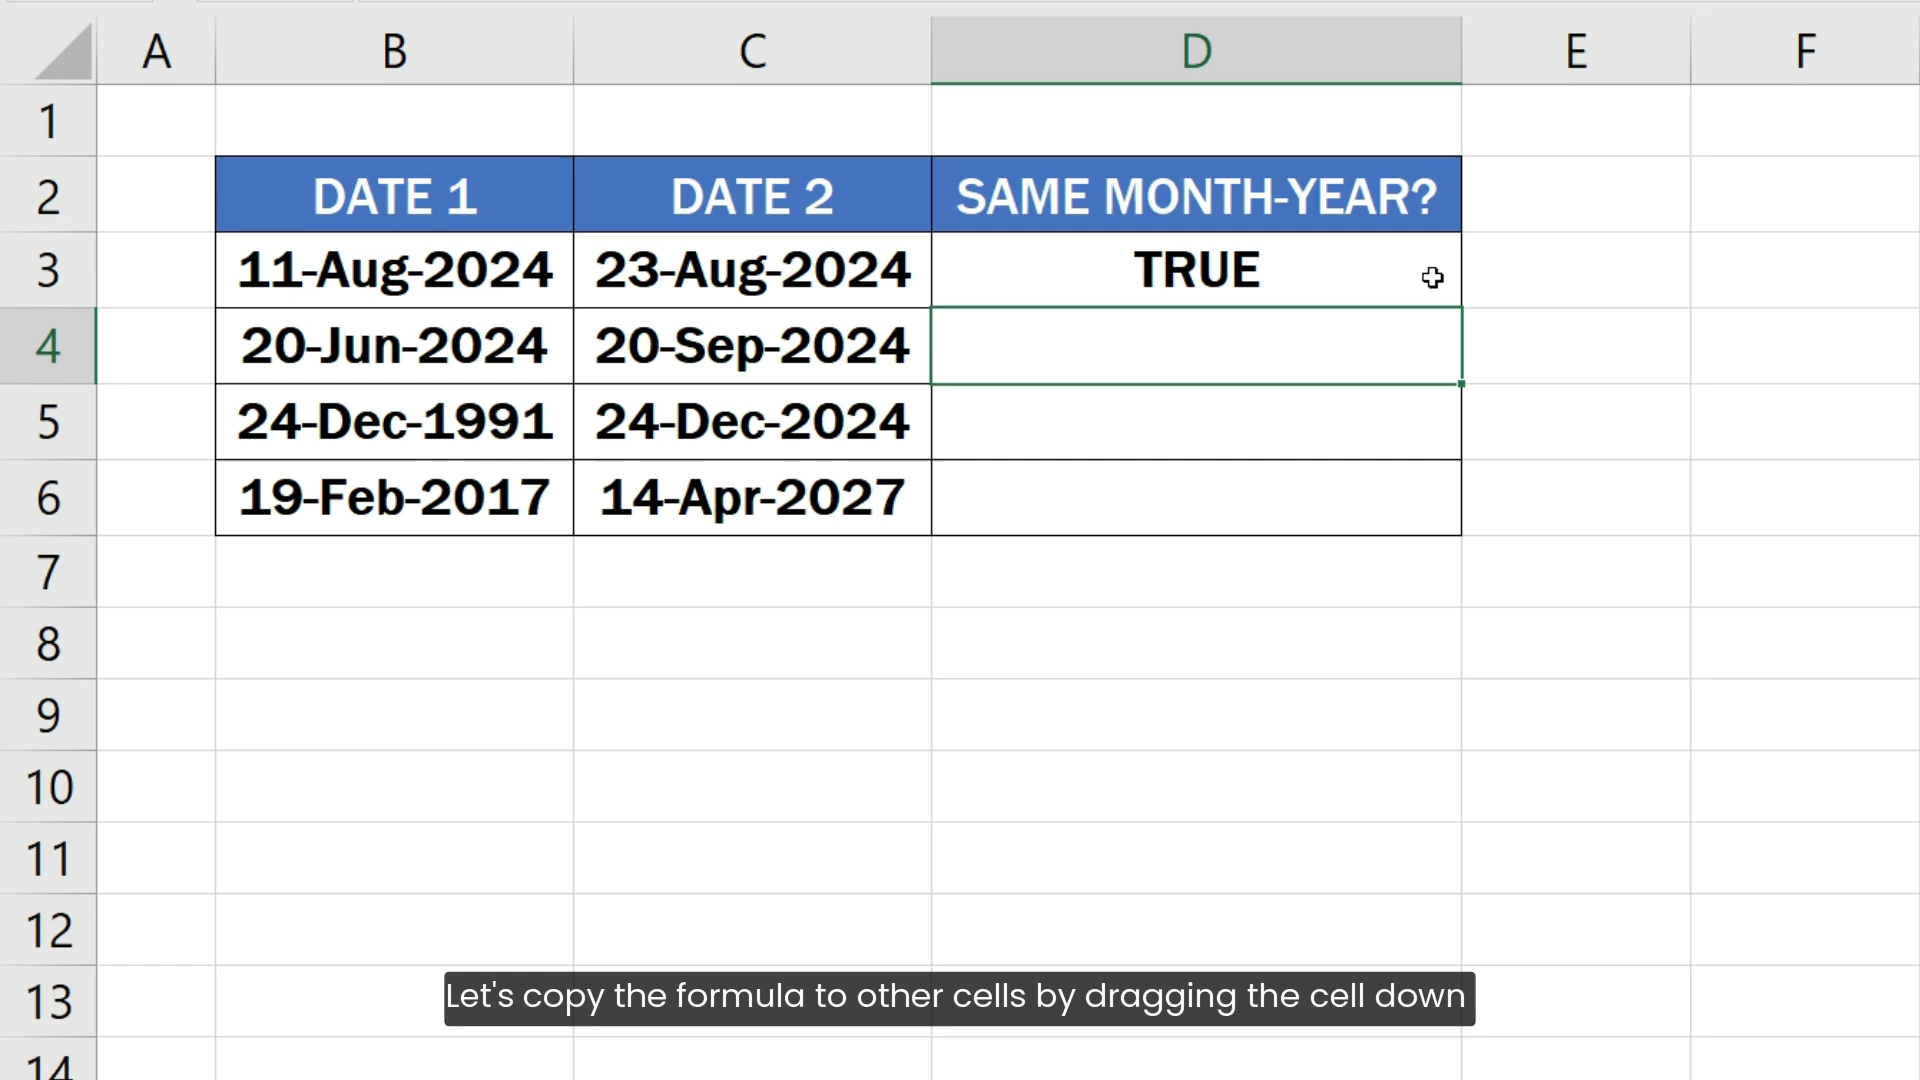 A B C D E F
1
2 DATE 1 DATE 2 SAME MONTH-YEAR?
3 11-Aug-2024 23-Aug-2024 TRUE
4 20-Jun-2024 20-Sep-2024
5 24-Dec-1991 24-Dec-2024
6 19-Feb-2017 14-Apr-2027
7
8
9
10
11
12
13
Let's copy the formula to other cells by dragging the cell down
14